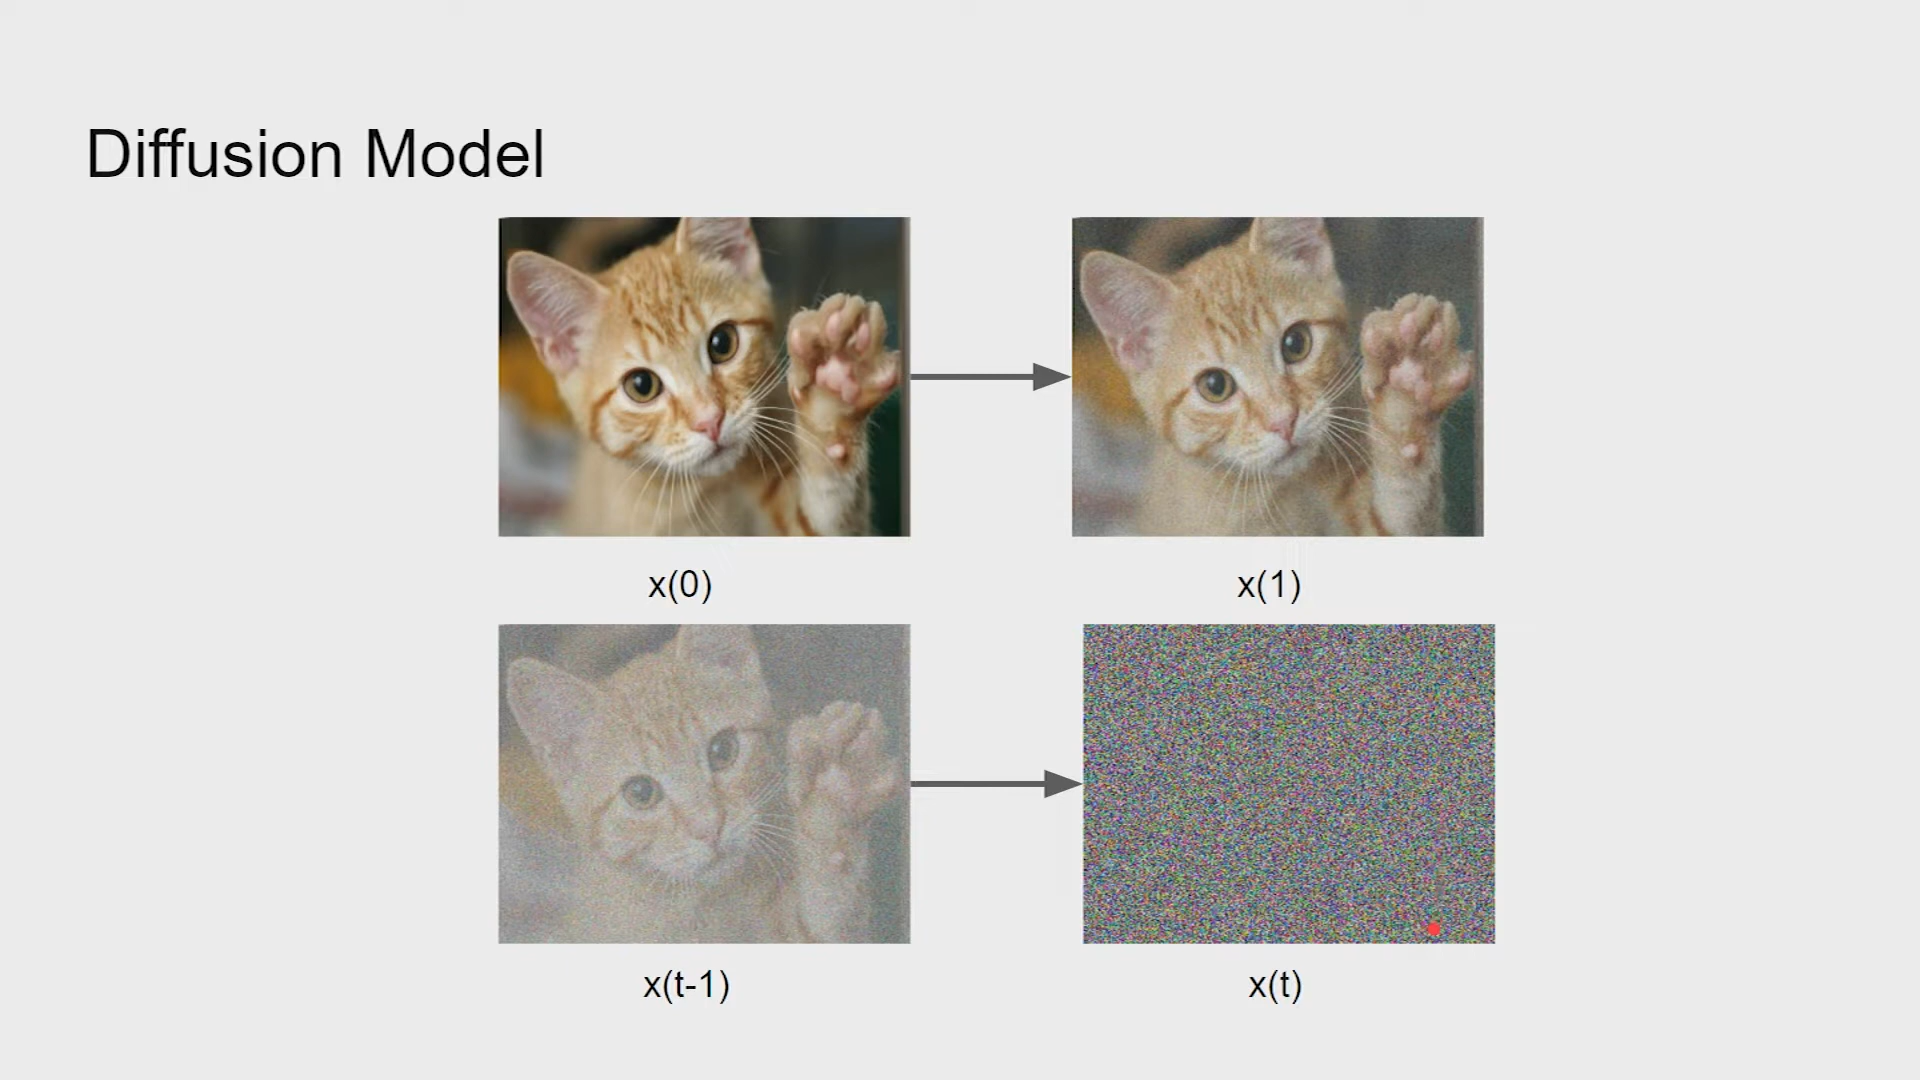 Diffusion Model
x(0)
x(1)
x(t-1)
x(t)